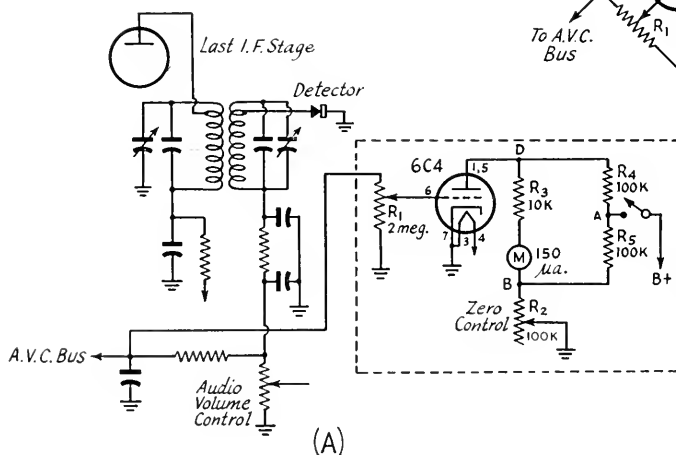 To A.V.C.
Bus
R1
Last I.F. Stage
Detector
6C4
D
1,5
6
R1
2 meg.
7
3
4
R3
10K
R4
100K
A
R5
100K
M
150
µa.
B+
B
Zero
Control
R2
100K
A.V.C. Bus
Audio
Volume
Control
(A)